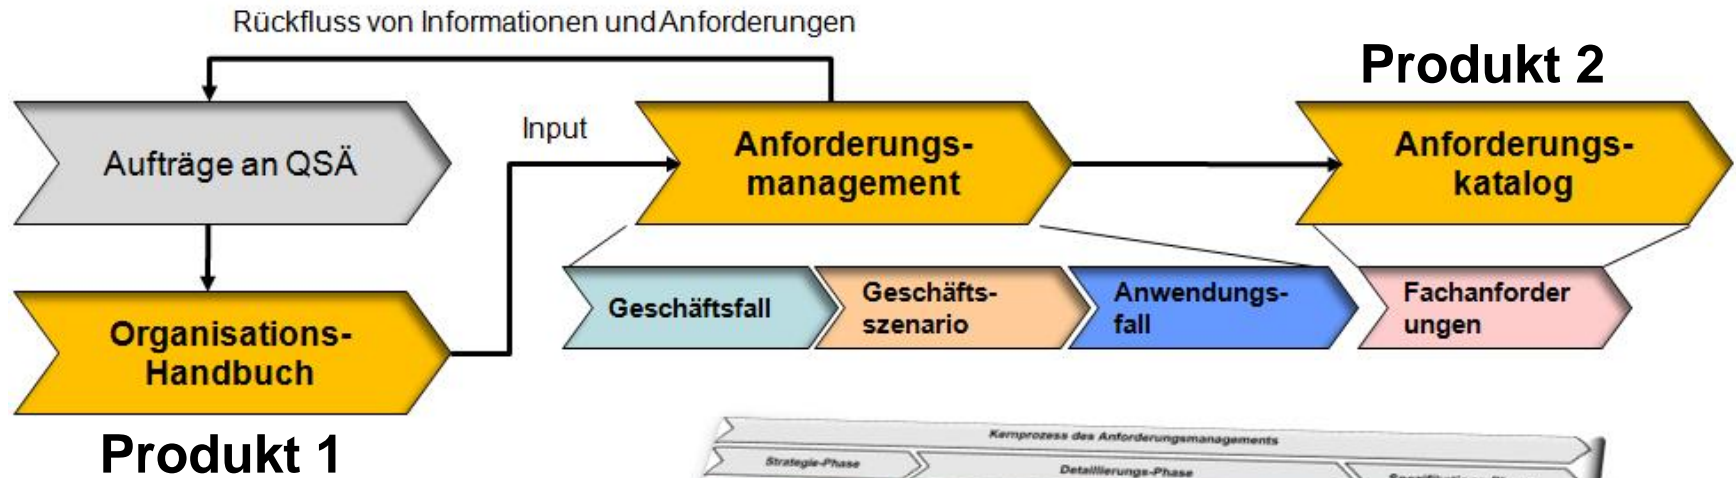 Rückfluss von Informationen und Anforderungen
Produkt 2
Aufträge an QSÄ
Input
Anforderungs-
management
Anforderungs-
katalog
Organisations-
Handbuch
Geschäftsfall
Geschäfts-
szenario
Anwendungs-
fall
Fachanforder
ungen
Produkt 1
Kernprozess des Anforderungsmanagements
Strategie-Phase
Detaillierungs-Phase